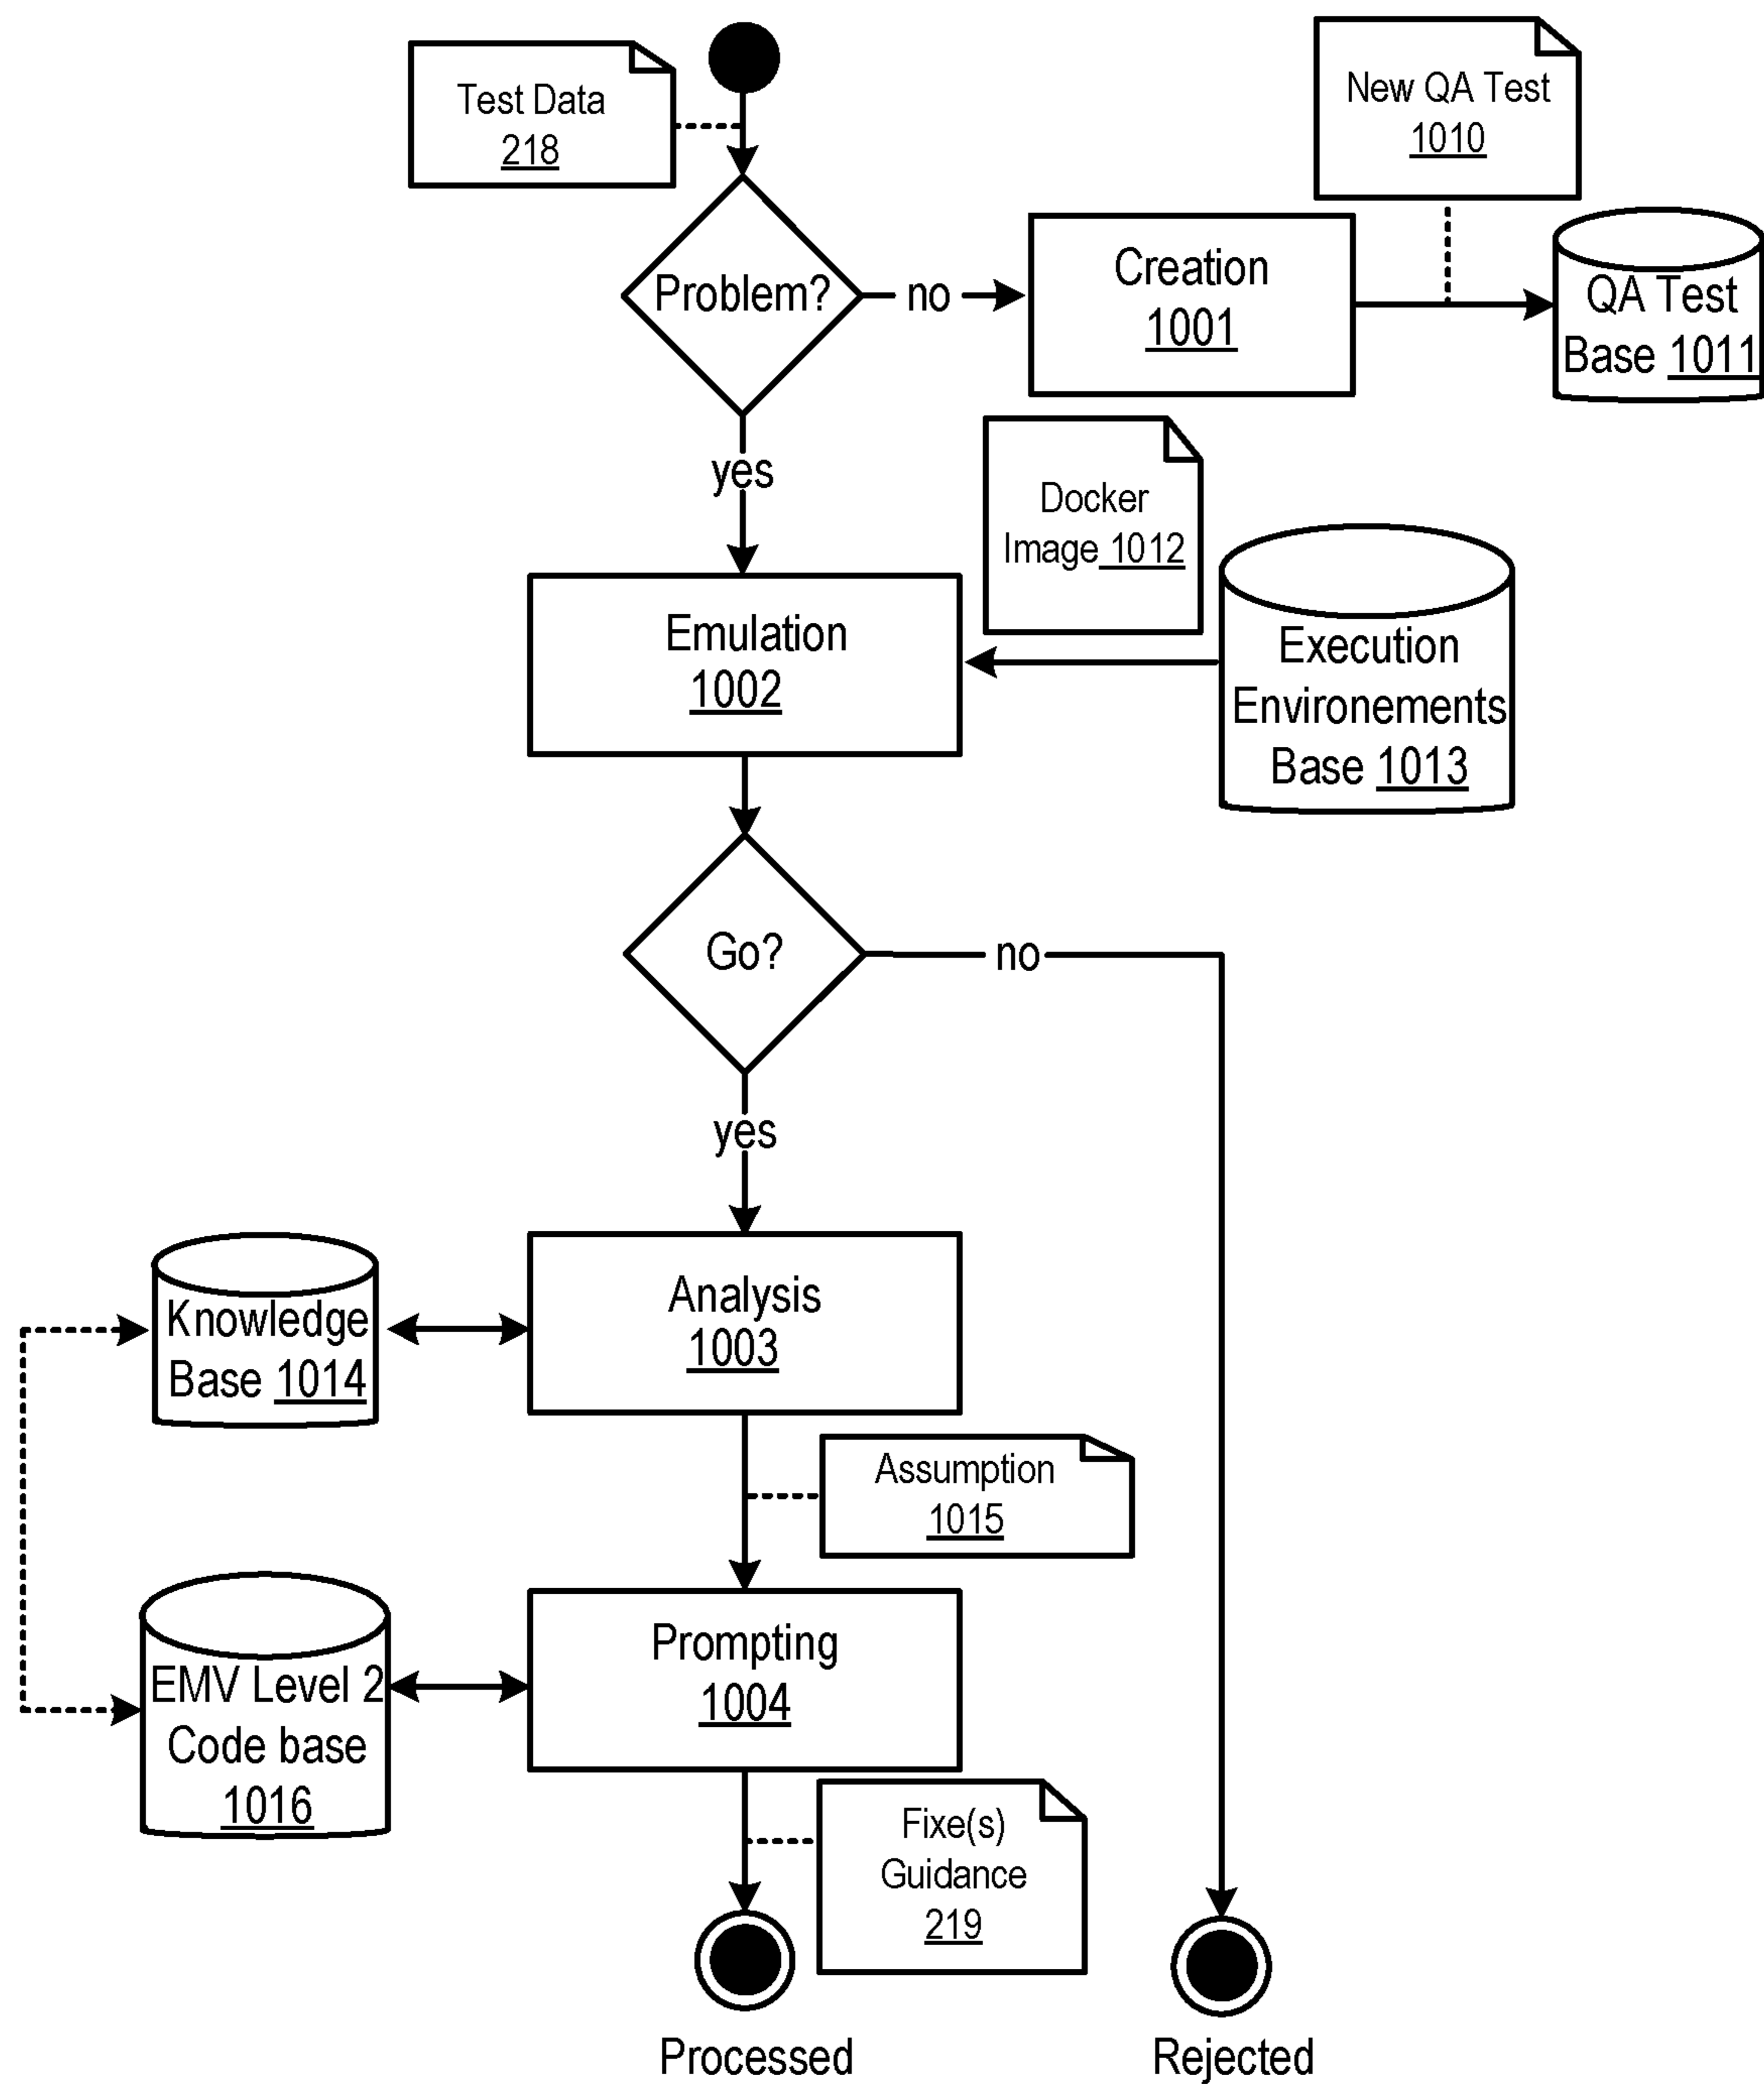 Test Data
218
New QA Test
1010
Problem?
no
Creation
1001
QA Test
Base 1011
yes
Docker
Image 1012
Emulation
1002
Execution
Environements
Base 1013
Go?
no
yes
Knowledge
Base 1014
Analysis
1003
Assumption
1015
EMV Level 2
Code base
1016
Prompting
1004
Fixe(s)
Guidance
219
Processed
Rejected